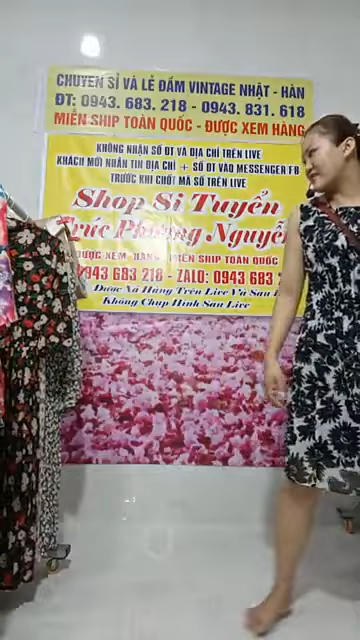 CHUYÊN SỈ VÀ LẺ ĐẦM VINTAGE NHẬT - HÀN
ĐT: 0943. 683. 218 - 0943. 831. 618
MIỄN SHIP TOÀN QUỐC - ĐƯỢC XEM HÀNG
KHÔNG NHẬN SỐ ĐT VÀ ĐỊA CHỈ TRÊN LIVE
KHÁCH MỚI NHẮN TIN ĐỊA CHỈ + SỐ ĐT VÀO MESSENGER FB
TRƯỚC KHI CHỐT MÃ SỐ TRÊN LIVE
Shop Si Tuyển
Trúc Phương Nguyễn
ĐƯỢC XEM HÀNG MIỄN SHIP TOÀN QUỐC
0943 683 218 - ZALO: 0943 683
Được Xả Hàng Trên Live Và Sau
Không Chụp Hình Sau Live